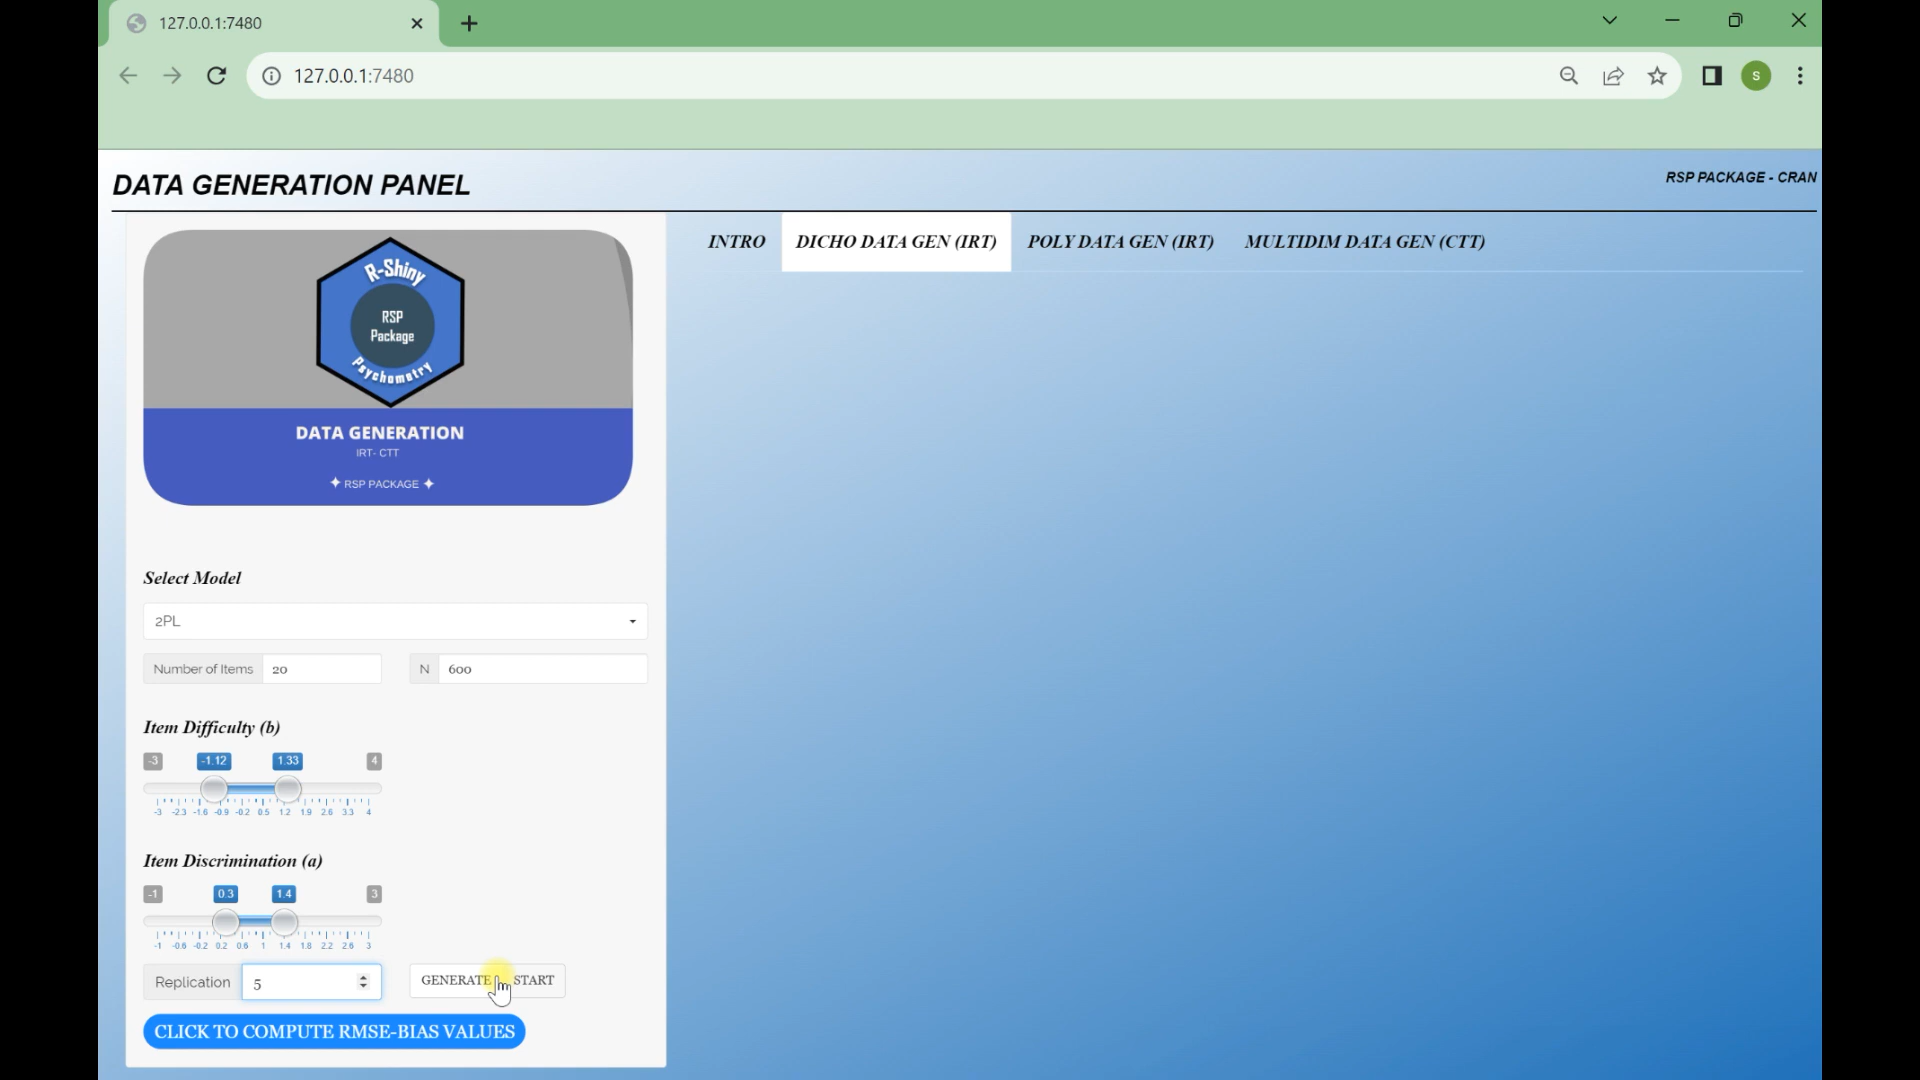 127.0.0.1:7480
127.0.0.1:7480
S
DATA GENERATION PANEL
RSP PACKAGE - CRAN
INTRO
DICHO DATA GEN (IRT)
POLY DATA GEN (IRT)
MULTIDIM DATA GEN (CTT)
R-Shiny
RSP
Package
Psychometry
DATA GENERATION
IRT- CTT
RSP PACKAGE
Select Model
2PL
Number of Items 20
N 600
Item Difficulty (b)
-3 -1.12 1.33 4
-3 -2.3 -1.6 -0.9 -0.2 0.5 1.2 1.9 2.6 3.3 4
Item Discrimination (a)
-1 0.3 1.4 3
-1 -0.6 -0.2 0.2 0.6 1 1.4 1.8 2.2 2.6 3
Replication 5
GENERATE START
CLICK TO COMPUTE RMSE-BIAS VALUES